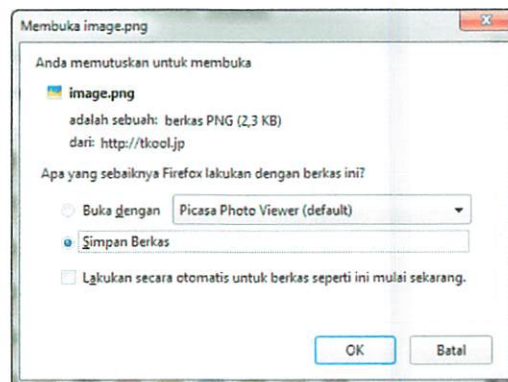 Membuka image.png
Anda memutuskan untuk membuka
image.png
adalah sebuah: berkas PNG (2,3 KB)
dari: http://tkool.jp
Apa yang sebaiknya Firefox lakukan dengan berkas ini?
Buka dengan Picasa Photo Viewer (default)
Simpan Berkas
Lakukan secara otomatis untuk berkas seperti ini mulai sekarang.
OK Batal